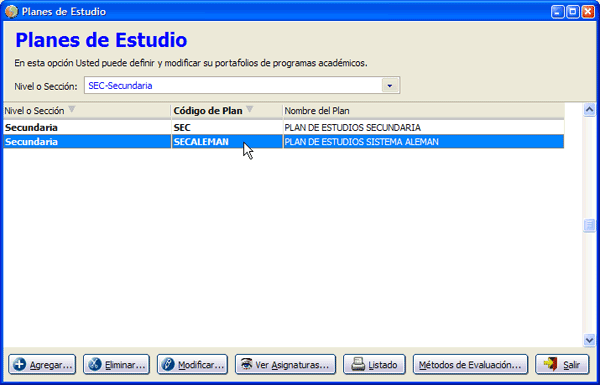 Planes de Estudio
Planes de Estudio
En esta opción Usted puede definir y modificar su portafolios de programas académicos.
Nivel o Sección: SEC-Secundaria
Nivel o Sección Código de Plan Nombre del Plan
Secundaria SEC PLAN DE ESTUDIOS SECUNDARIA
Secundaria SECALEMAN PLAN DE ESTUDIOS SISTEMA ALEMAN
Agregar... Eliminar... Modificar... Ver Asignaturas... Listado Métodos de Evaluación... Salir